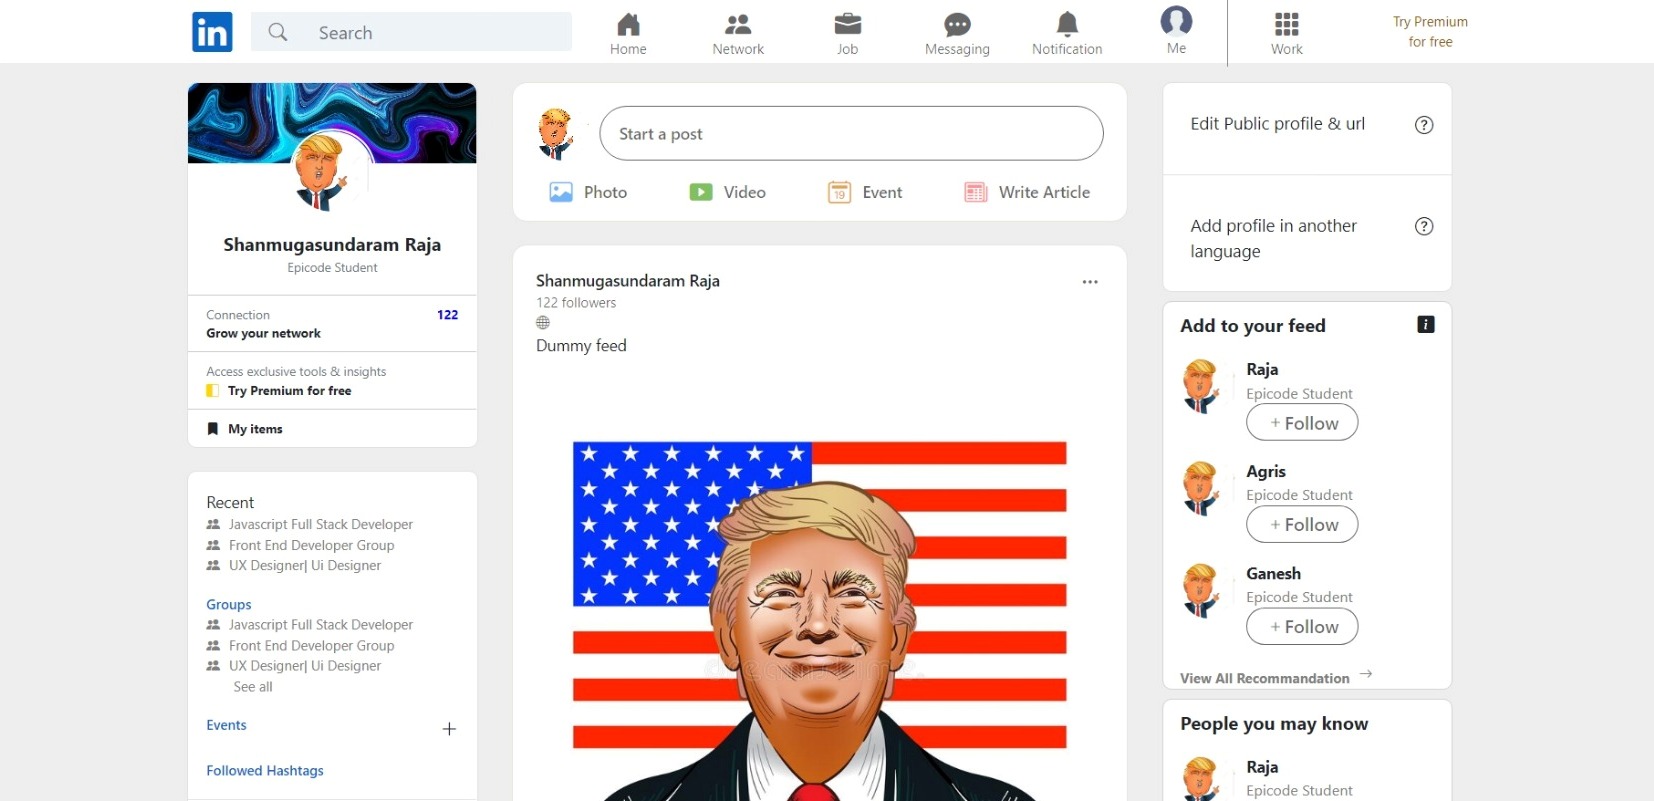 in
Search
Home
Network
Job
Messaging
Notification
Me
Work
Try Premium
for free
Shanmugasundaram Raja
Epicode Student
Connection
122
Grow your network
Access exclusive tools & insights
Try Premium for free
My items
Recent
Javascript Full Stack Developer
Front End Developer Group
UX Designer| Ui Designer
Groups
Javascript Full Stack Developer
Front End Developer Group
UX Designer| Ui Designer
See all
Events
+
Followed Hashtags
Start a post
Photo
Video
19
Event
Write Article
Shanmugasundaram Raja
122 followers
Dummy feed
Edit Public profile & url
?
Add profile in another
language
?
Add to your feed
i
Raja
Epicode Student
+ Follow
Agris
Epicode Student
+ Follow
Ganesh
Epicode Student
+ Follow
View All Recommandation →
People you may know
Raja
Epicode Student